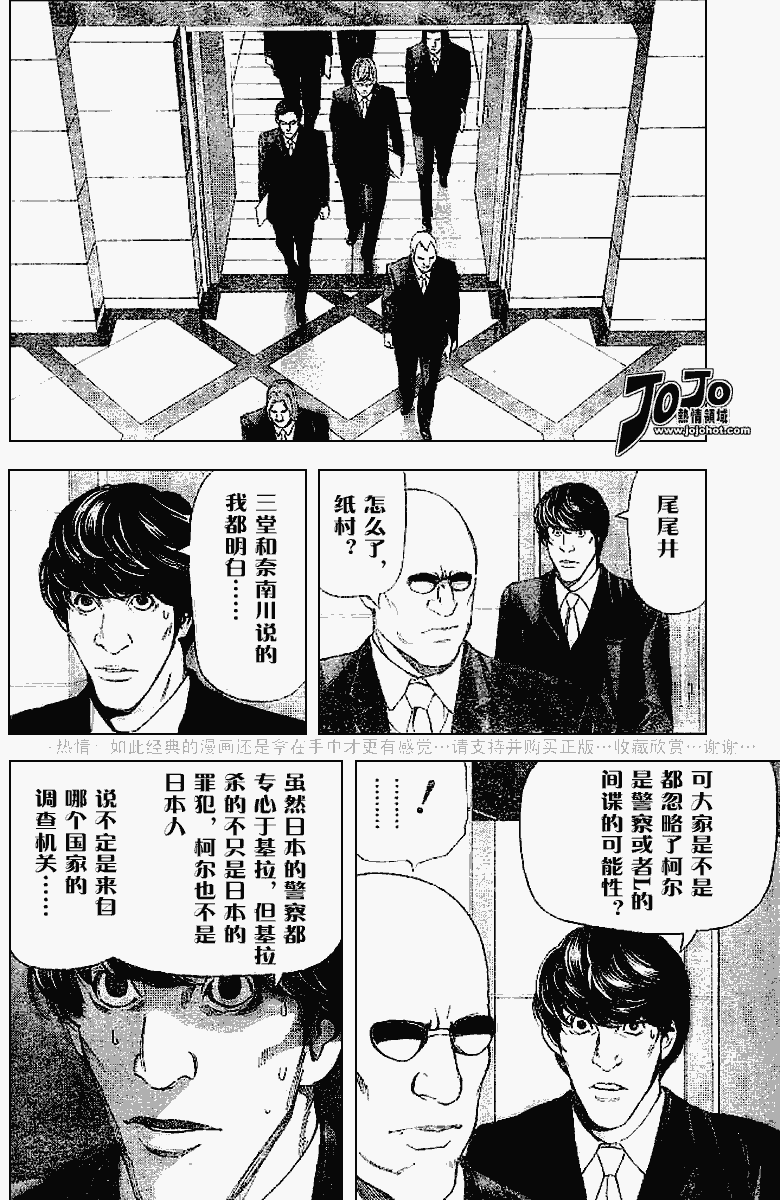 JOJO
熱情領域
www.jojohot.com
尾尾井
怎么了，
纸村？
三堂和奈南川说的
我都明白……
·热情·如此经典的漫画还是拿在手中才更有感觉…请支持并购买正版…收藏欣赏…谢谢…
可大家是不是
都忽略了柯尔
是警察或者L的
间谍的可能性？
！
……
……
虽然日本的警察都
专心于基拉，但基拉
杀的不只是日本的
罪犯，柯尔也不是
日本人
说不定是来自
哪个国家的
调查机关……